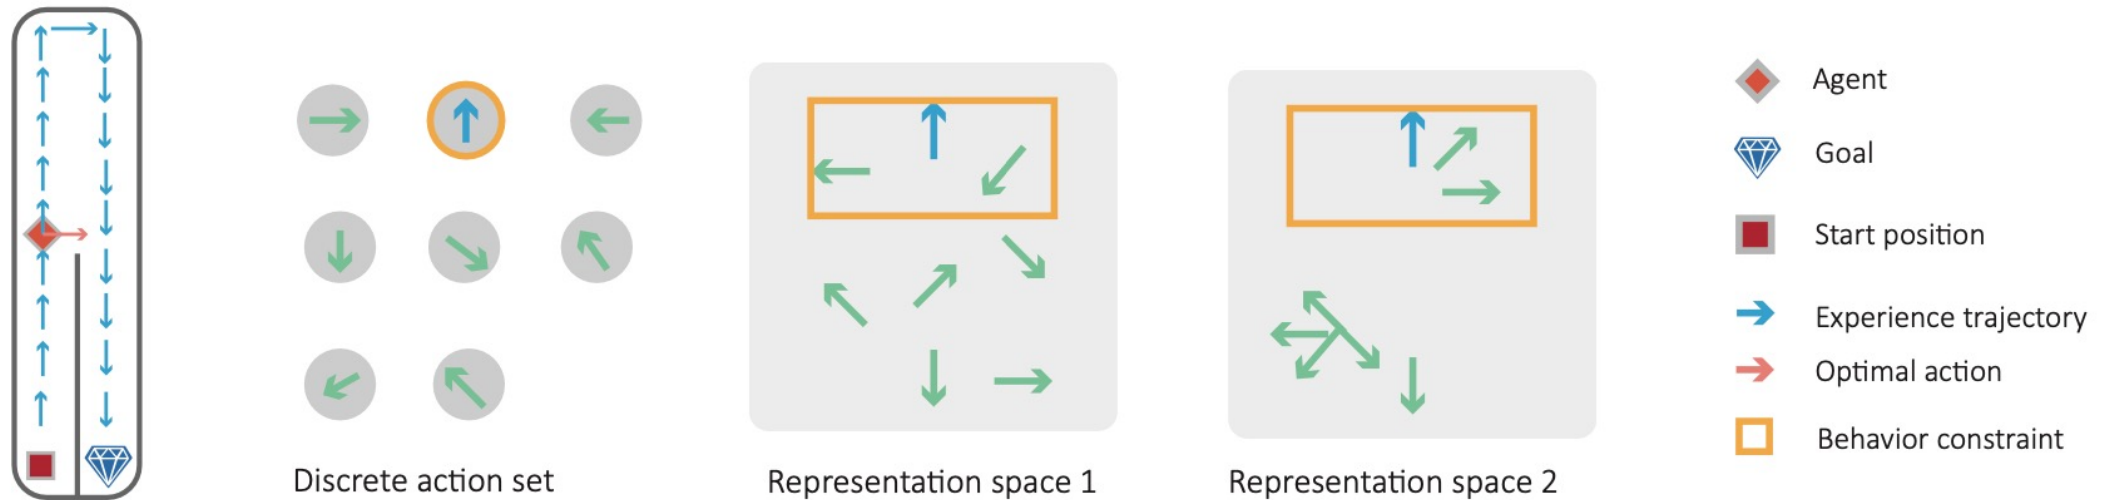 Agent
Goal
Start position
Experience trajectory
Optimal action
Behavior constraint
Discrete action set
Representation space 1
Representation space 2